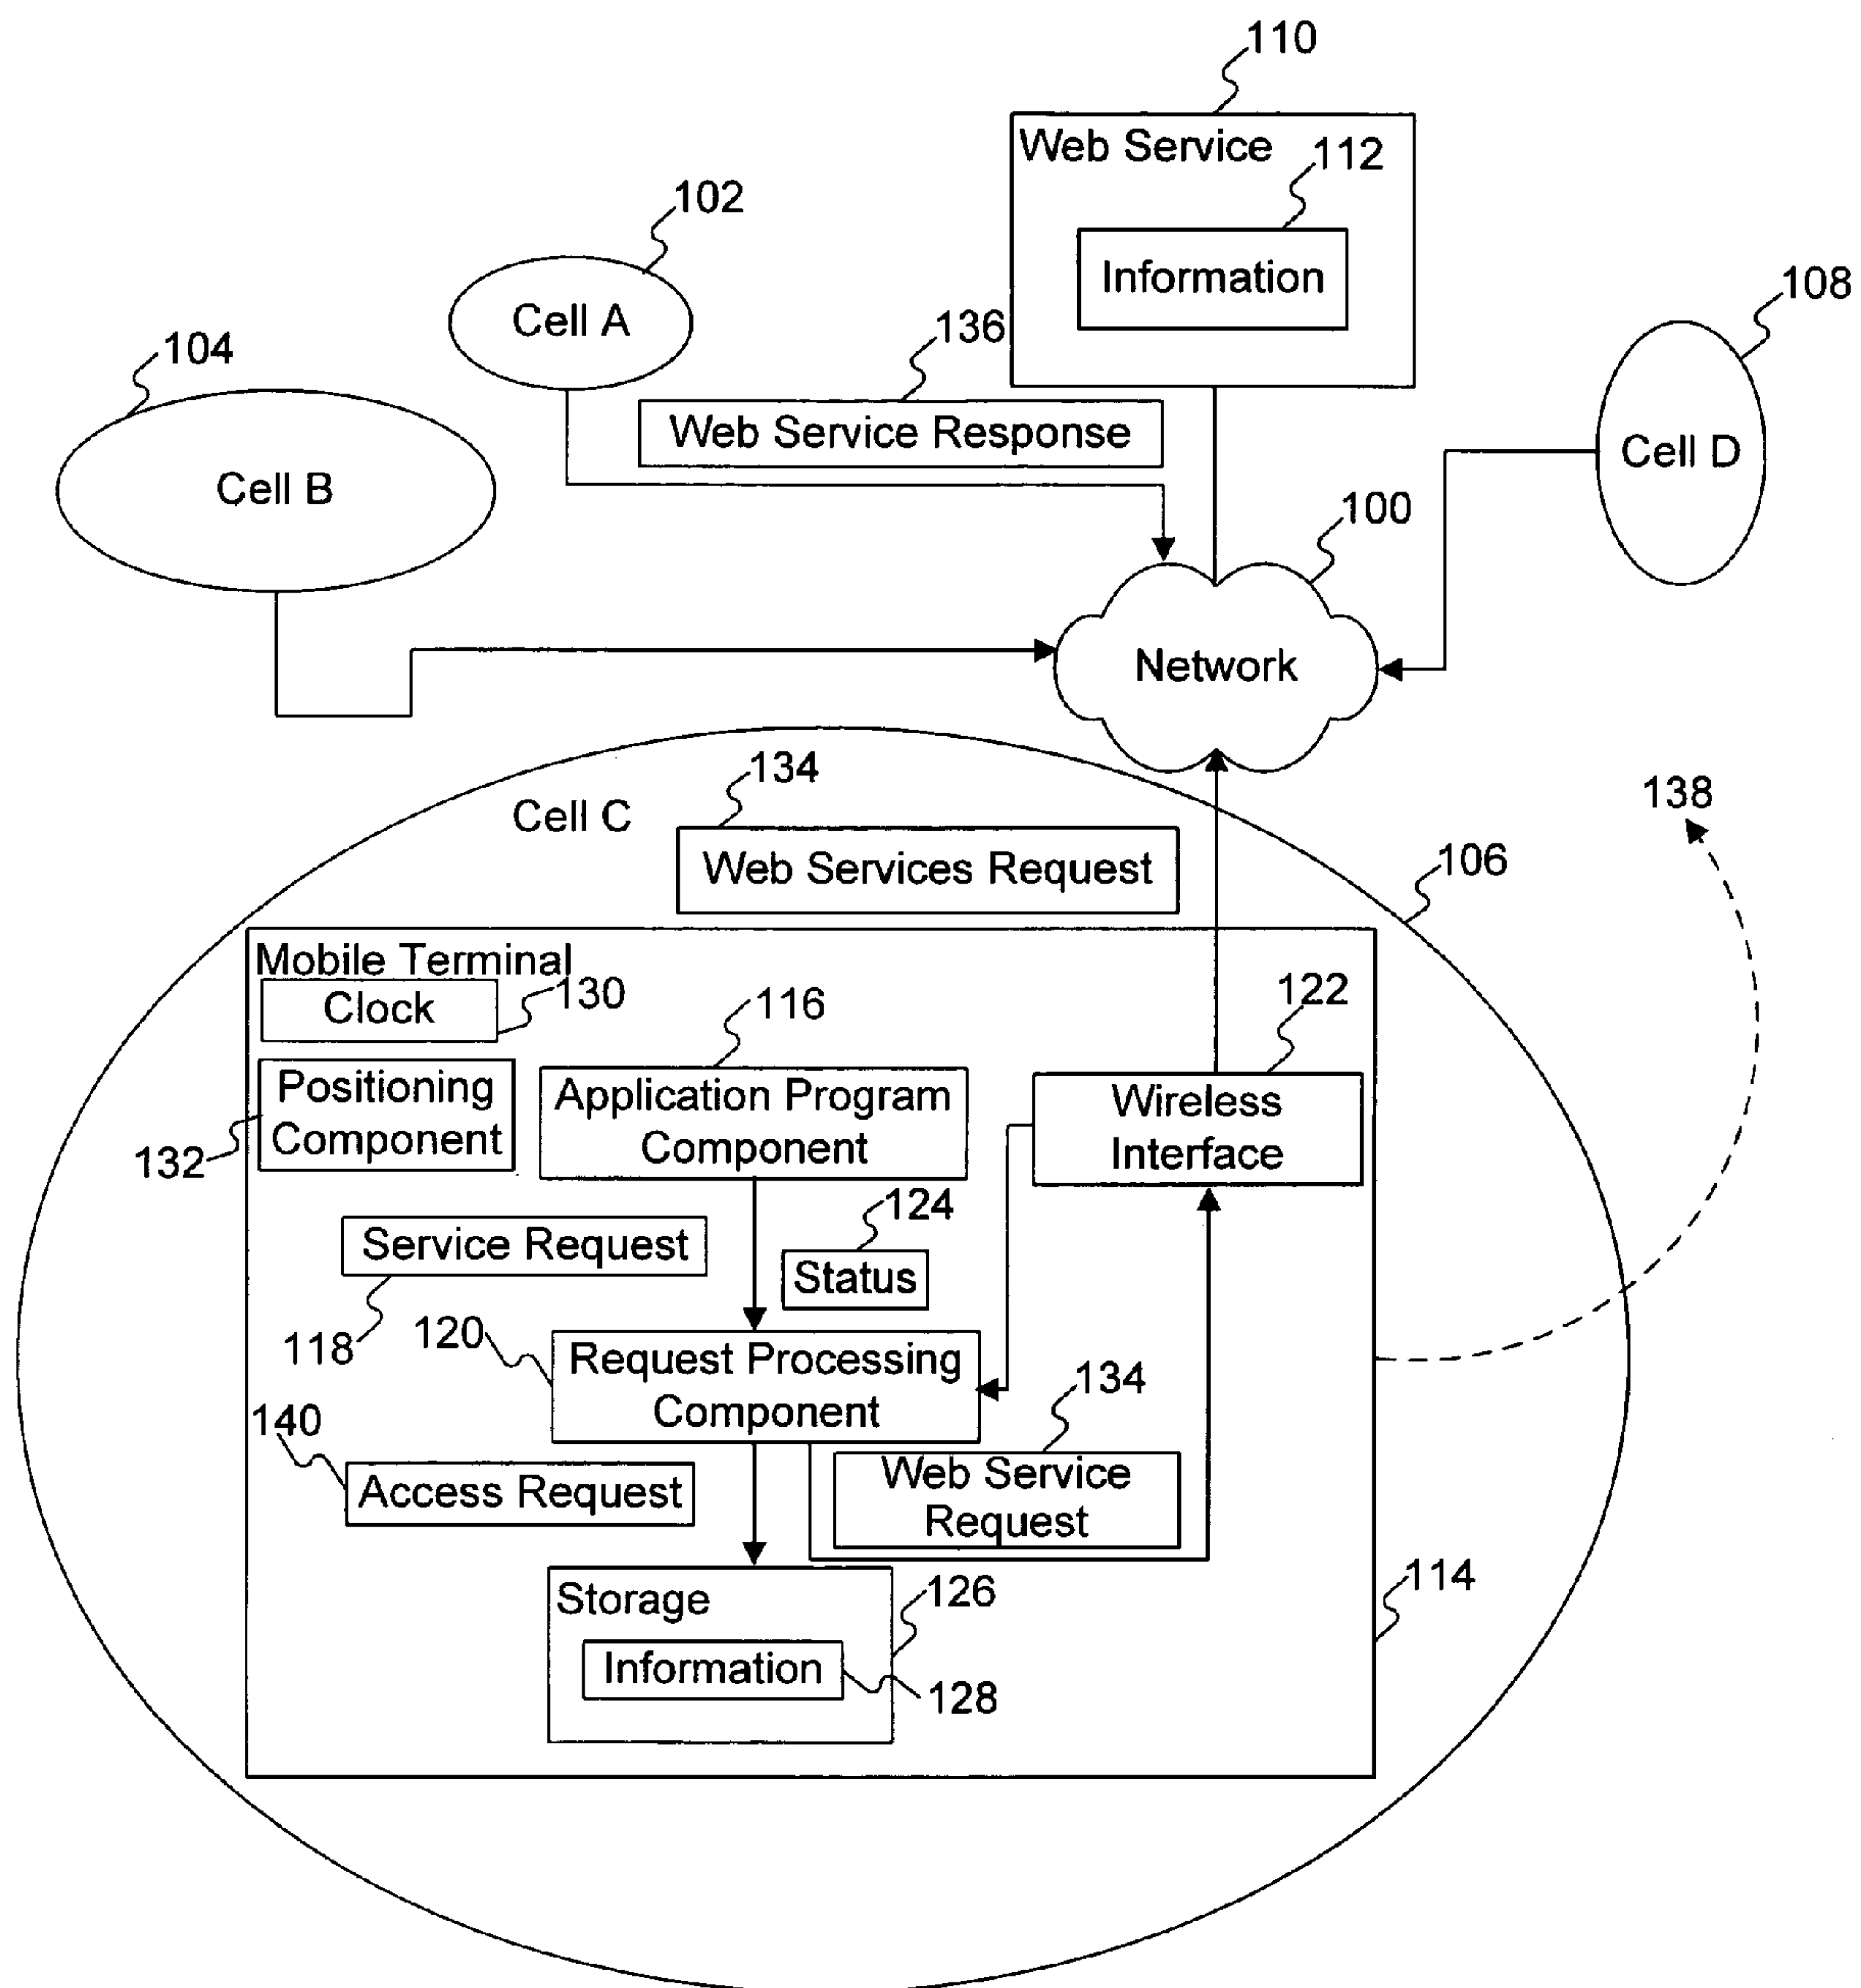 110
Web Service
112
Information
102
Cell A
108
Cell D
136
Web Service Response
104
Cell B
100
Network
134
Cell C
Web Services Request
138
106
Mobile Terminal
Clock
130
116
122
Positioning
Component
132
Application Program
Component
Wireless
Interface
124
Service Request
Status
118
120
Request Processing
Component
134
140
Access Request
Web Service
Request
114
Storage
126
Information
128